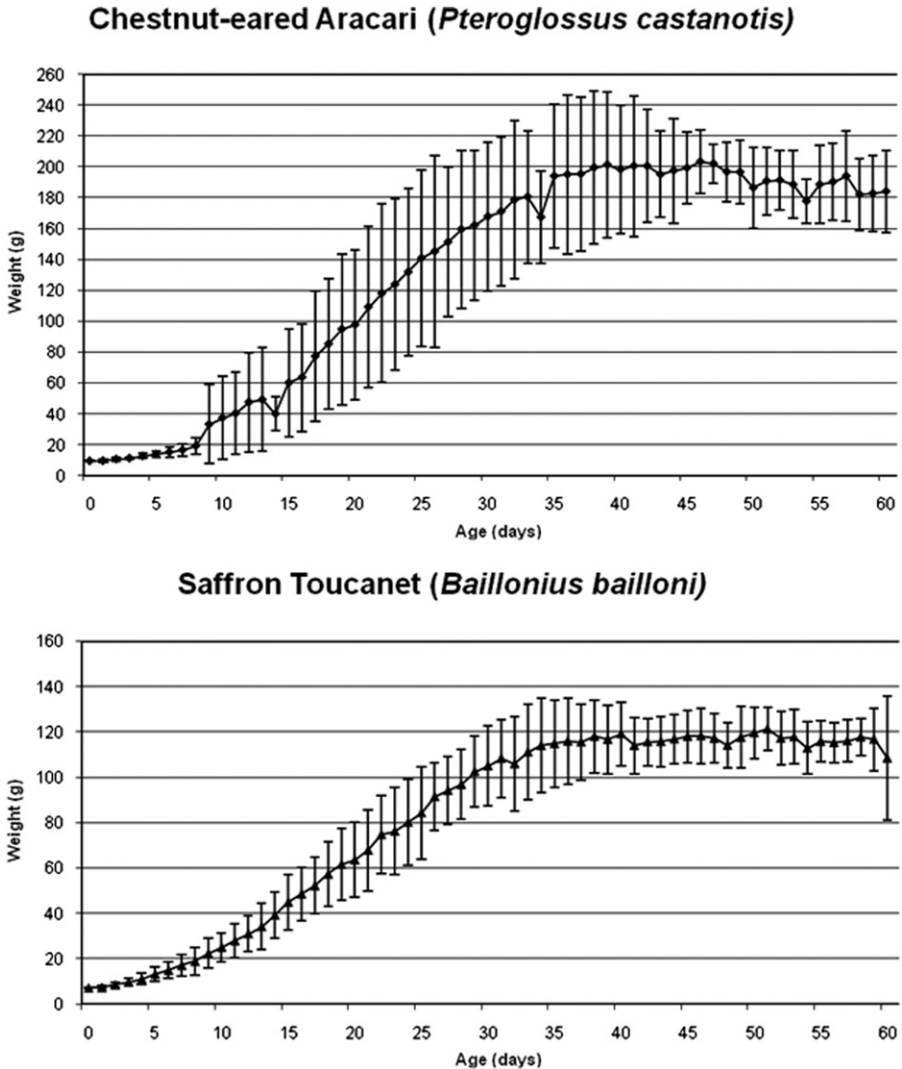 Chestnut-eared Aracari (Pteroglossus castanotis)
260
240
220
200
180
160
140
120
100
80
60
40
20
0
Weight (g)
0 5 10 15 20 25 30 35 40 45 50 55 60
Age (days)
Saffron Toucanet (Baillonius bailloni)
160
140
120
100
80
60
40
20
0
Weight (g)
0 5 10 15 20 25 30 35 40 45 50 55 60
Age (days)